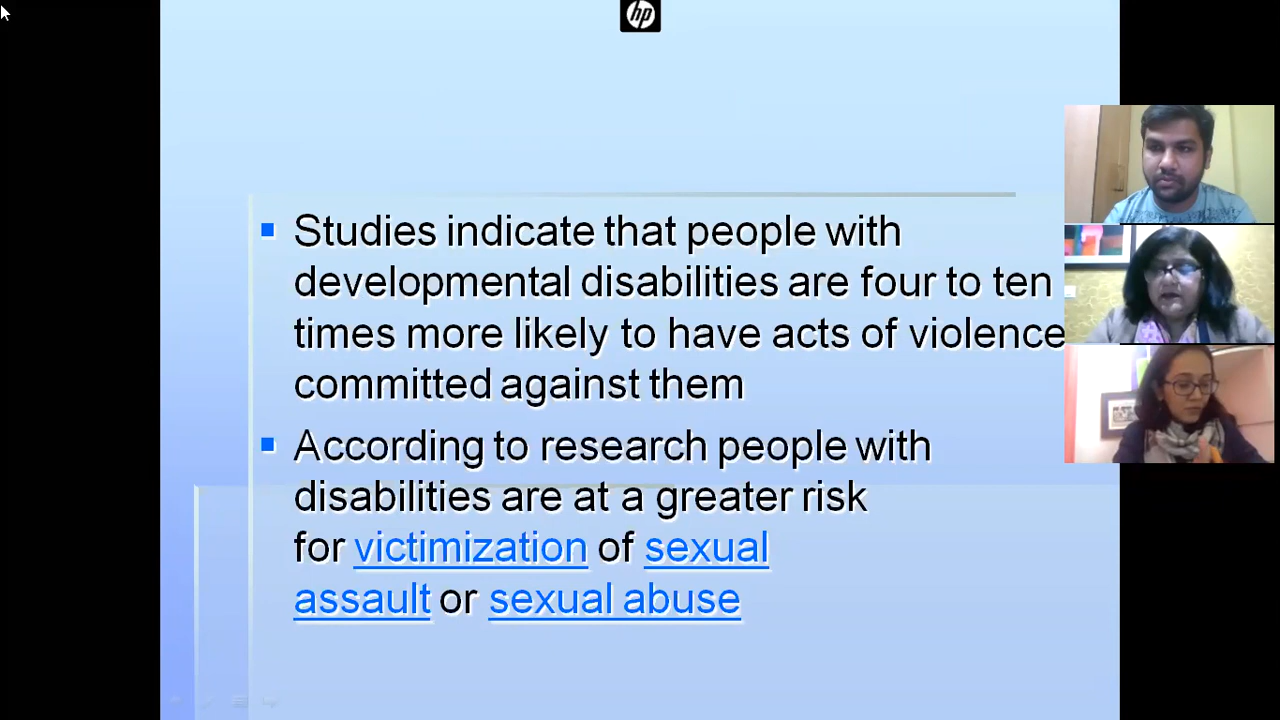 hp
Studies indicate that people with
developmental disabilities are four to ten
times more likely to have acts of violence
committed against them
According to research people with
disabilities are at a greater risk
for victimization of sexual
assault or sexual abuse